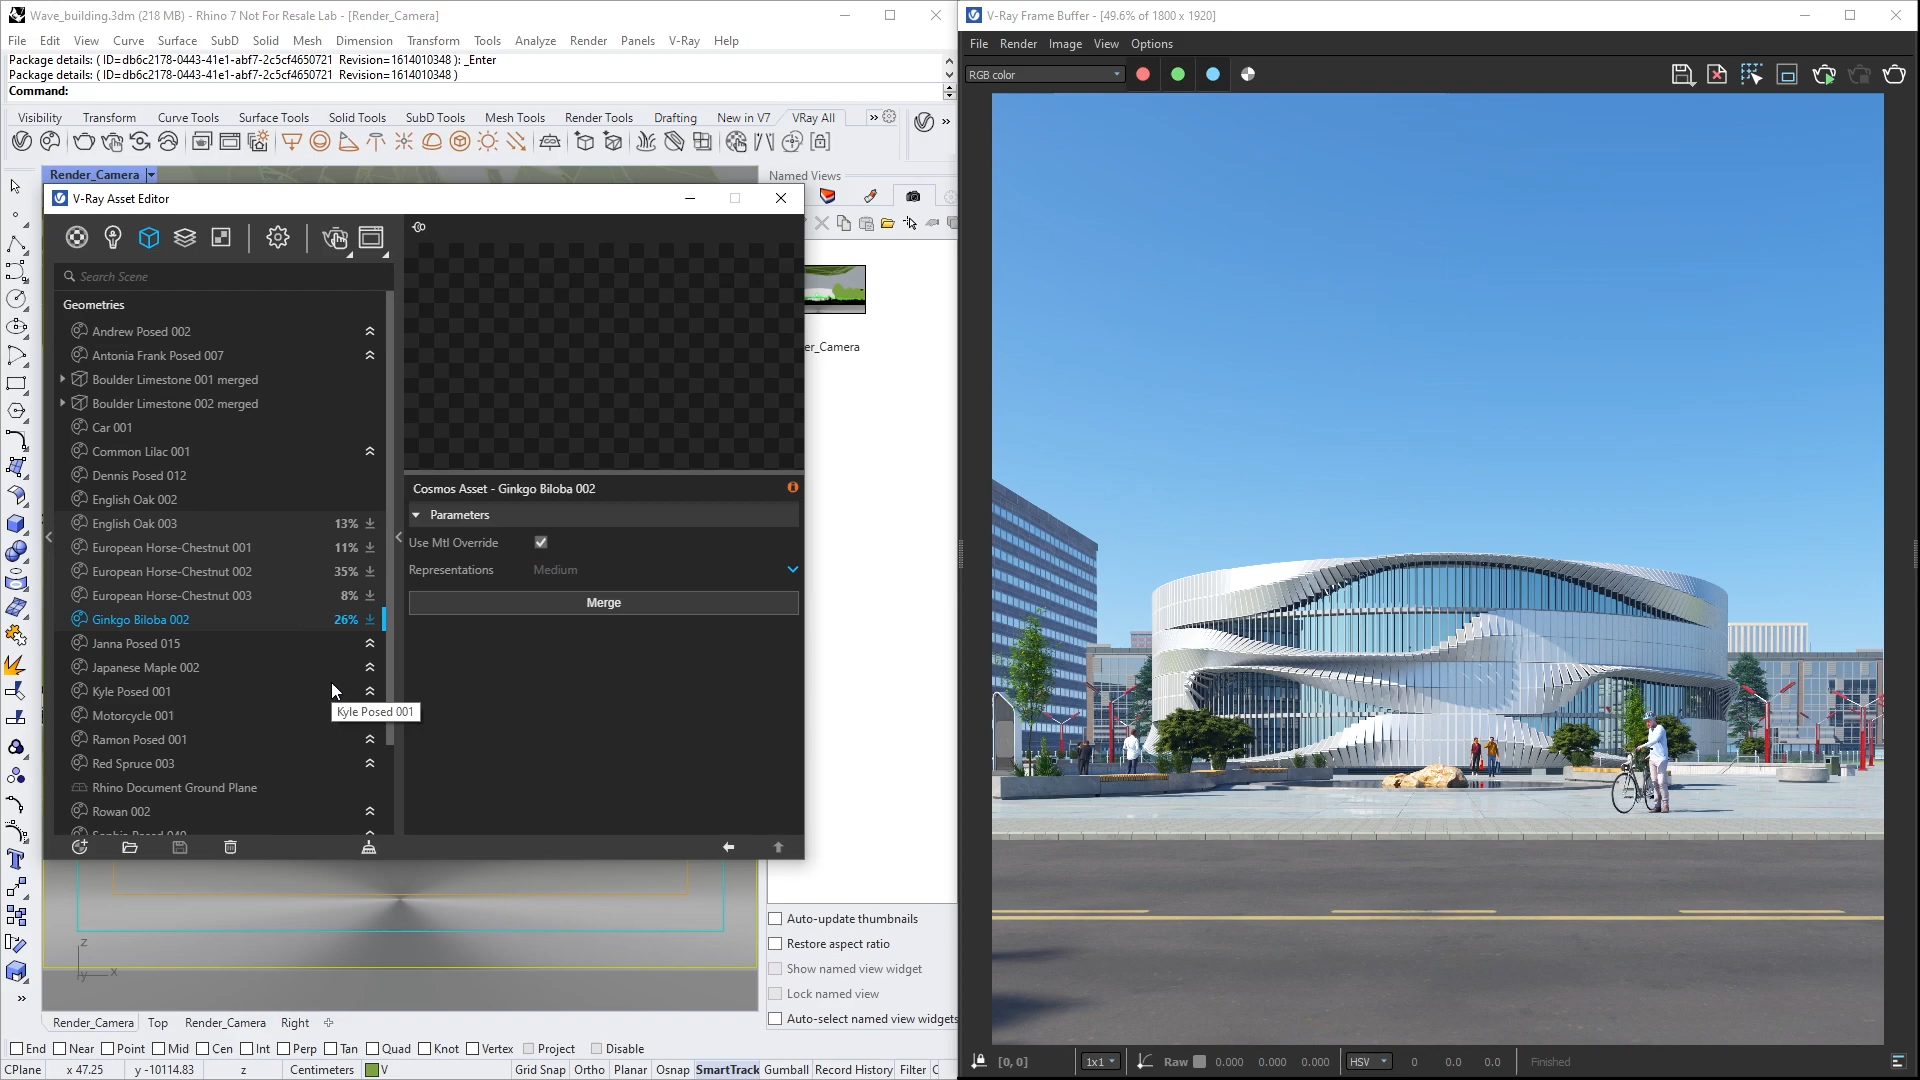 Wave_building.3dm (218 MB) - Rhino 7 Not For Resale Lab - [Render_Camera]
File Edit View Curve Surface SubD Solid Mesh Dimension Transform Tools Analyze Render Panels V-Ray Help
Package details: ( ID=db6c2178-0443-41e1-abf7-2c5cf4650721 Revision=1614010348 ): _Enter
Package details: ( ID=db6c2178-0443-41e1-abf7-2c5cf4650721 Revision=1614010348 )
Command:
Visibility Transform Curve Tools Surface Tools Solid Tools SubD Tools Mesh Tools Render Tools Drafting New in V7 VRay All
Render_Camera
Named Views
V-Ray Asset Editor
Search Scene
Geometries
Andrew Posed 002
Antonia Frank Posed 007
Boulder Limestone 001 merged
Boulder Limestone 002 merged
Car 001
Common Lilac 001
Dennis Posed 012
English Oak 002
English Oak 003 13%
European Horse-Chestnut 001 11%
European Horse-Chestnut 002 35%
European Horse-Chestnut 003 8%
Ginkgo Biloba 002 26%
Janna Posed 015
Japanese Maple 002
Kyle Posed 001
Kyle Posed 001
Motorcycle 001
Ramon Posed 001
Red Spruce 003
Rhino Document Ground Plane
Rowan 002
Cosmos Asset - Ginkgo Biloba 002
Parameters
Use Mtl Override
Representations Medium
Merge
er_Camera
Auto-update thumbnails
Restore aspect ratio
Show named view widget
Lock named view
Auto-select named view widgets
z
y x
Render_Camera Top Render_Camera Right
End Near Point Mid Cen Int Perp Tan Quad Knot Vertex Project Disable
CPlane x 47.25 y -10114.83 z Centimeters V Grid Snap Ortho Planar Osnap SmartTrack Gumball Record History Filter C
V-Ray Frame Buffer - [49.6% of 1800 x 1920]
File Render Image View Options
RGB color
[0, 0] 1x1 Raw 0.000 0.000 0.000 HSV 0 0.0 0.0 Finished